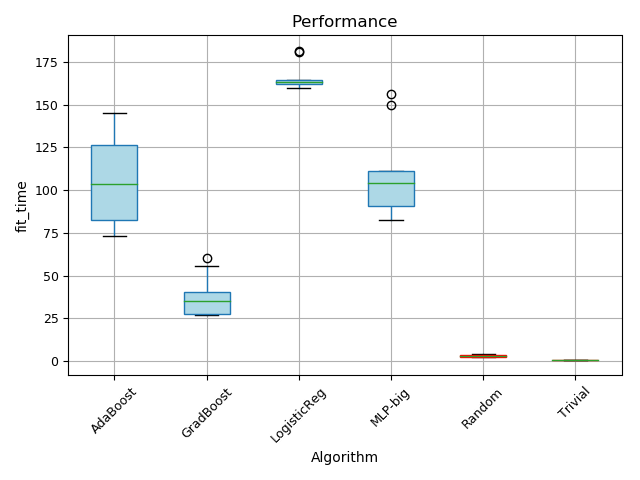 Performance
175
150
125
100
75
50
25
0
fit_time
AdaBoost
GradBoost
LogisticReg
MLP-big
Random
Trivial
Algorithm